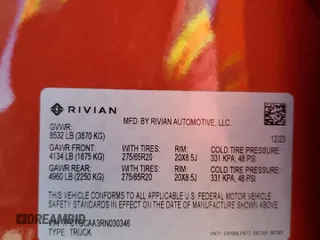 RIVIAN
MFD. BY RIVIAN AUTOMOTIVE, LLC.
GVWR:
8532 LB (3870 KG)
12/23
GAWR FRONT: WITH TIRES: RIM: COLD TIRE PRESSURE:
4134 LB (1875 KG) 275/65R20 20X8.5J 331 KPA, 48 PSI
GAWR REAR: WITH TIRES: RIM: COLD TIRE PRESSURE:
4960 LB (2250 KG) 275/65R20 20X8.5J 331 KPA, 48 PSI
THIS VEHICLE CONFORMS TO ALL APPLICABLE U.S. FEDERAL MOTOR VEHICLE
SAFETY STANDARDS IN EFFECT ON THE DATE OF MANUFACTURE SHOWN ABOVE.
TYPE: TRUCK
DEALERSHIP